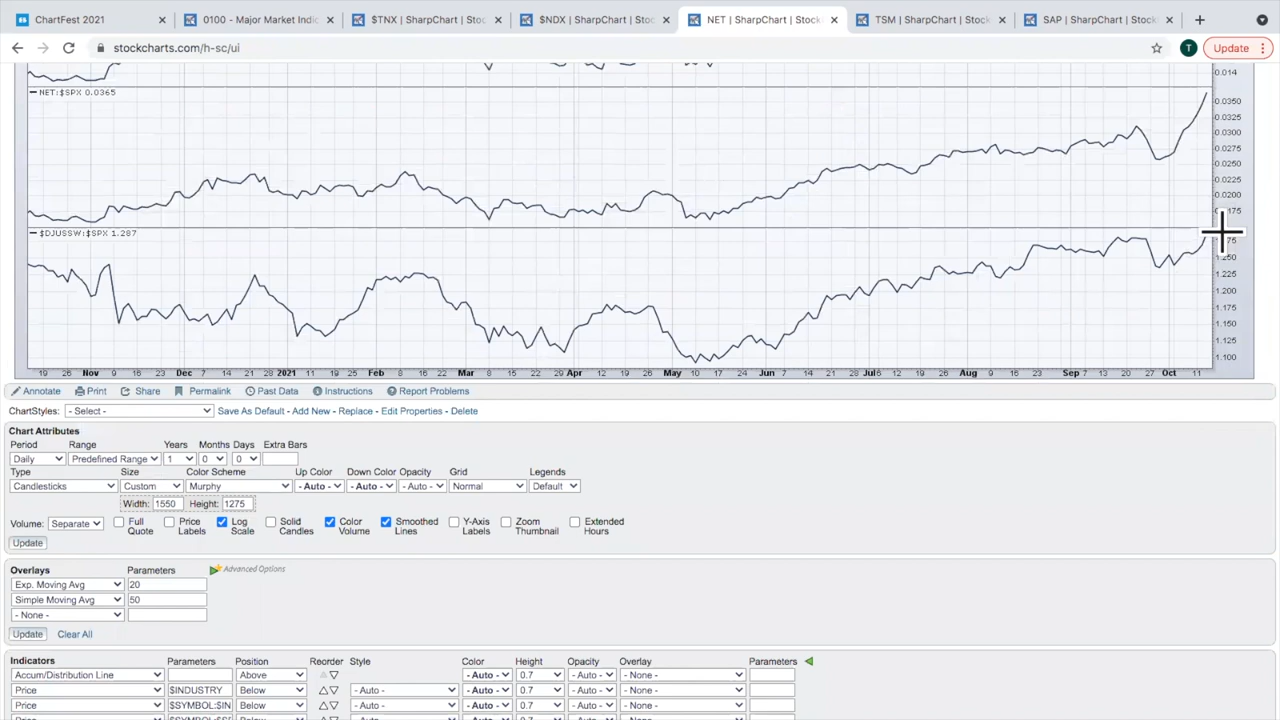 ChartFest 2021 × 0100 - Major Market Indic × $TNX | SharpChart | StockC × $NDX | SharpChart | StockC × NET | SharpChart | StockCh × TSM | SharpChart | StockC × SAP | SharpChart | StockC × +
stockcharts.com/h-sc/ui T Update
0.014
NET:$SPX 0.0365
0.0350
0.0325
0.0300
0.0275
0.0250
0.0225
0.0200
$DJUSSW:$SPX 1.287
1.250
1.225
1.200
1.175
1.150
1.125
1.100
19 26 Nov 9 16 23 Dec 7 14 21 2021 11 19 25 Feb 8 16 22 Mar 8 15 22 29 Apr 12 19 26 May 10 17 24 Jun 7 14 21 Jul 6 12 19 26 Aug 9 16 23 Sep 7 13 20 27 Oct 11
Annotate Print Share Permalink Past Data Instructions Report Problems
ChartStyles: - Select - Save As Default - Add New - Replace - Edit Properties - Delete
Chart Attributes
Period Range Years Months Days Extra Bars
Daily Predefined Range 1 0 0
Type Size Color Scheme Up Color Down Color Opacity Grid Legends
Candlesticks Custom Murphy - Auto - - Auto - - Auto - Normal Default
Width: 1550 Height: 1275
Volume: Separate Full Quote Price Labels Log Scale Solid Candles Color Volume Smoothed Lines Y-Axis Labels Zoom Thumbnail Extended Hours
Update
Overlays Parameters Advanced Options
Exp. Moving Avg 20
Simple Moving Avg 50
- None -
Update Clear All
Indicators Parameters Position Reorder Style Color Height Opacity Overlay Parameters
Accum/Distribution Line Above - Auto - 0.7 - Auto - - None -
Price $INDUSTRY Below - Auto - - Auto - 0.7 - Auto - - None -
Price $SYMBOL:$IN Below - Auto - - Auto - 0.7 - Auto - - None -